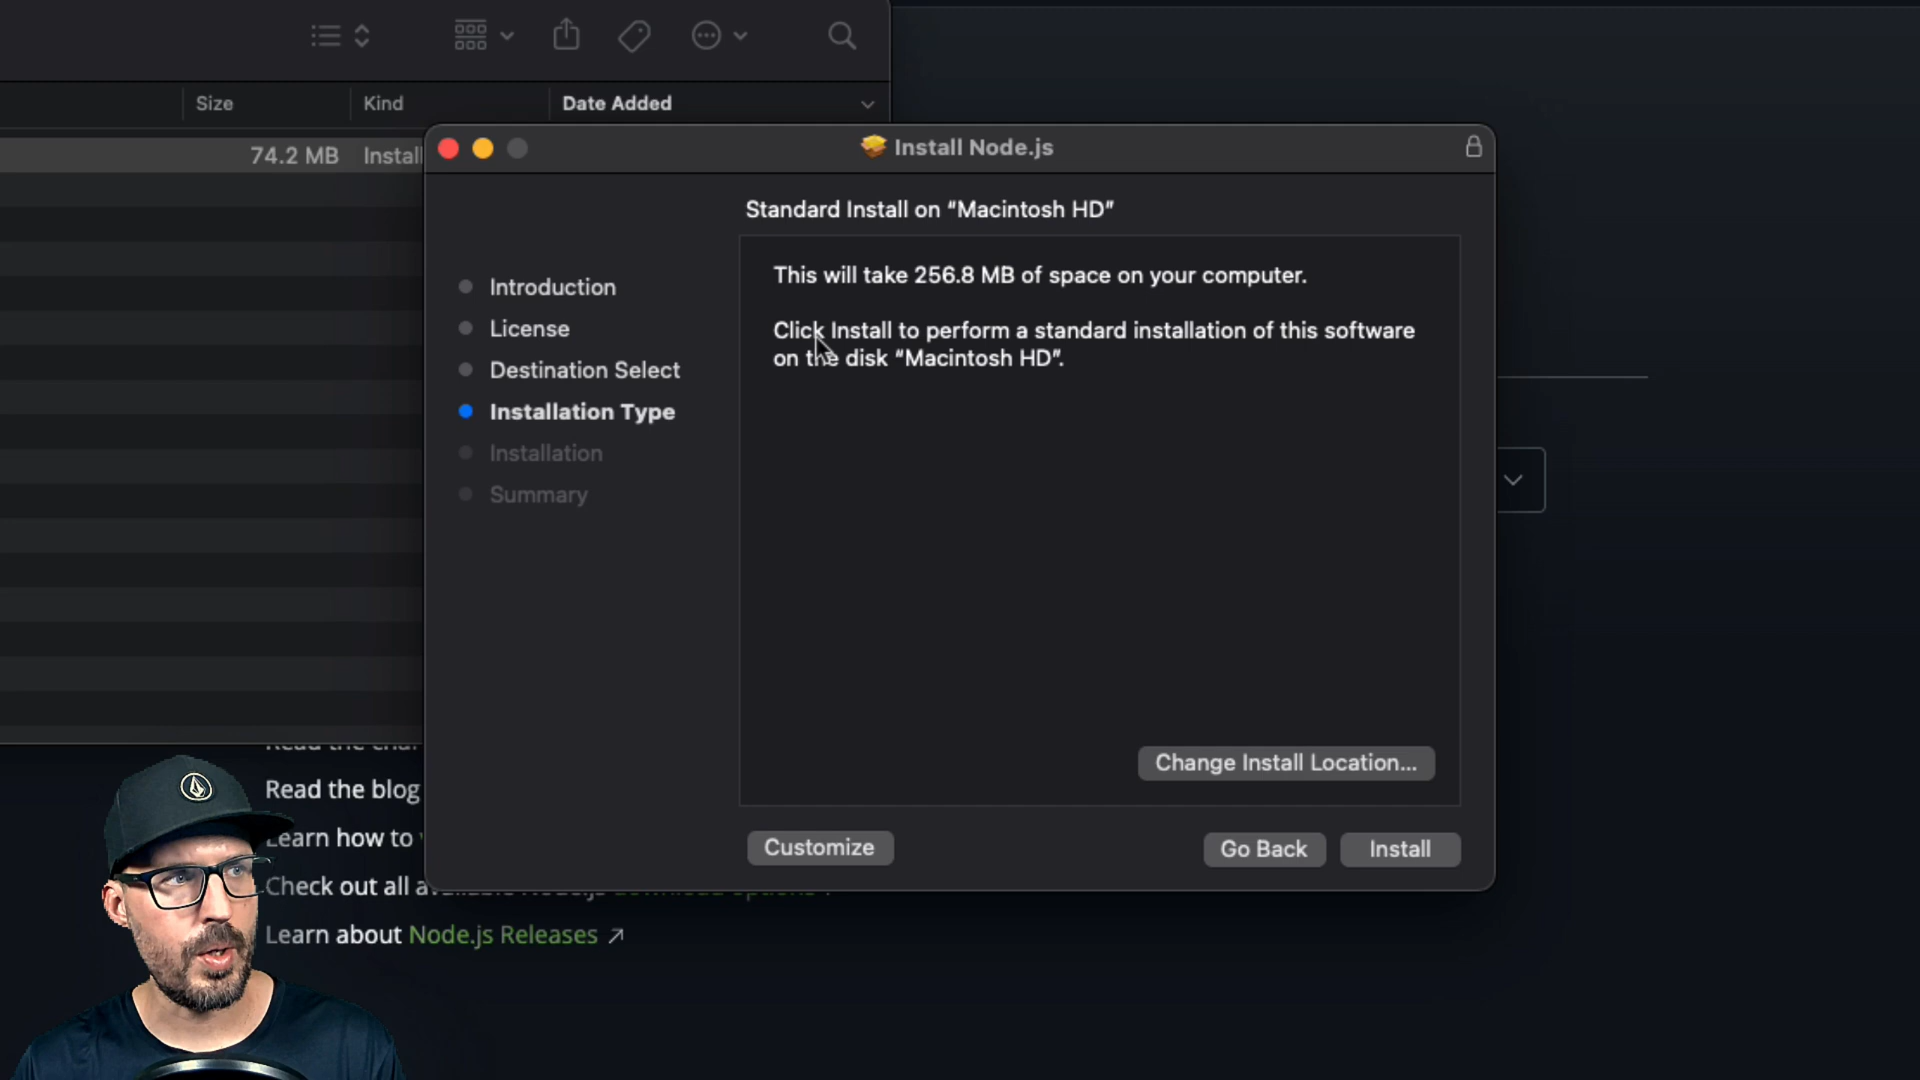 Size Kind Date Added
74.2 MB Install
Install Node.js
Standard Install on “Macintosh HD”
This will take 256.8 MB of space on your computer.
Click Install to perform a standard installation of this software
on the disk “Macintosh HD”.
Introduction
License
Destination Select
Installation Type
Installation
Summary
Change Install Location...
Customize Go Back Install
Read the blog
Learn how to
Check out all
Learn about Node.js Releases ↗